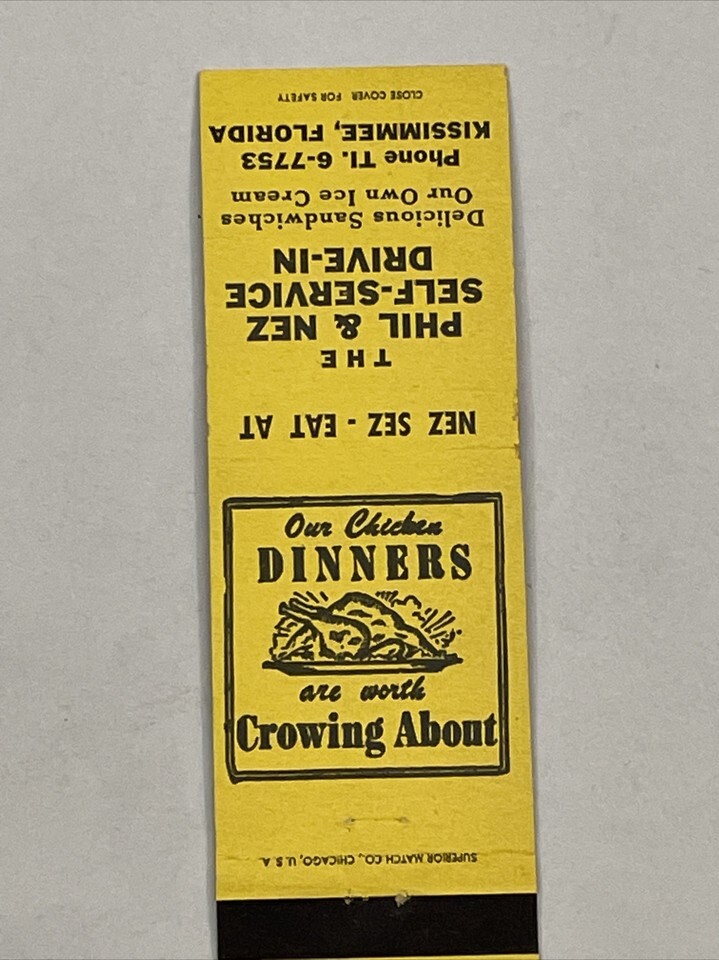 CLOSE COVER FOR SAFETY
NEZ SEZ - EAT AT
THE
PHIL & NEZ
SELF-SERVICE
DRIVE-IN
Delicious Sandwiches
Our Own Ice Cream
Phone TI. 6-7753
KISSIMMEE, FLORIDA
Our Chicken
DINNERS
are worth
Crowing About
SUPERIOR MATCH CO., CHICAGO, U. S. A.